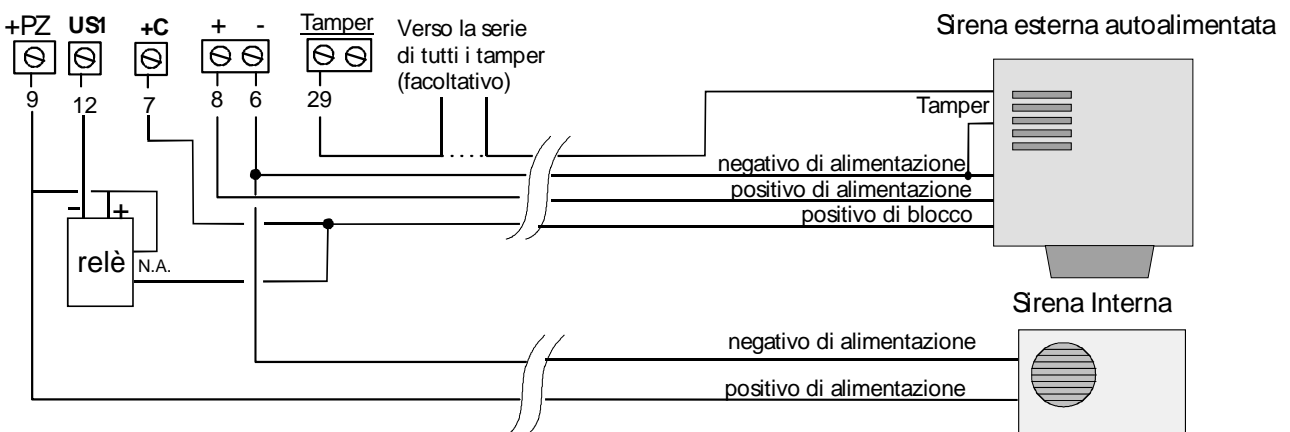 +PZ US1 +C + - Tamper
Verso la serie
di tutti i tamper
(facoltativo)
Sirena esterna autoalimentata
9 12 7 8 6 29
Tamper
negativo di alimentazione
positivo di alimentazione
positivo di blocco
- +
relè N.A.
Sirena Interna
negativo di alimentazione
positivo di alimentazione